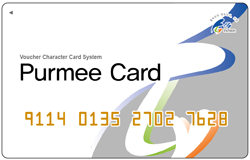 Voucher Character Card System
Purmee Card
9114 0135 2702 7628